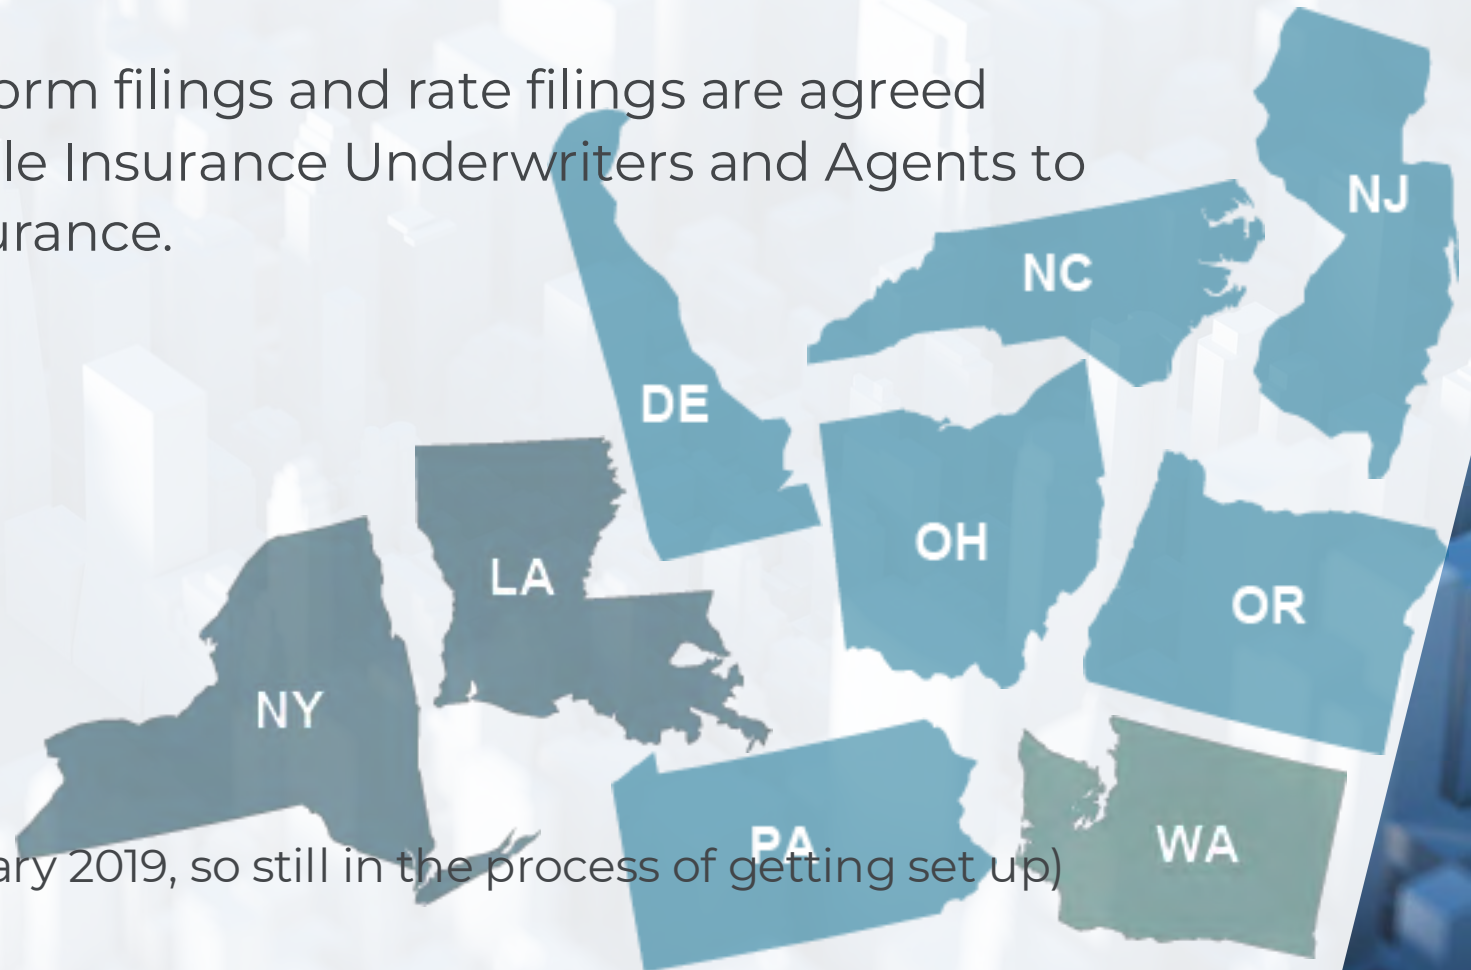 orm filings and rate filings are agreed
le Insurance Underwriters and Agents to
urance.
NJ
NC
DE
OH
LA
OR
NY
PA
WA
ary 2019, so still in the process of getting set up)